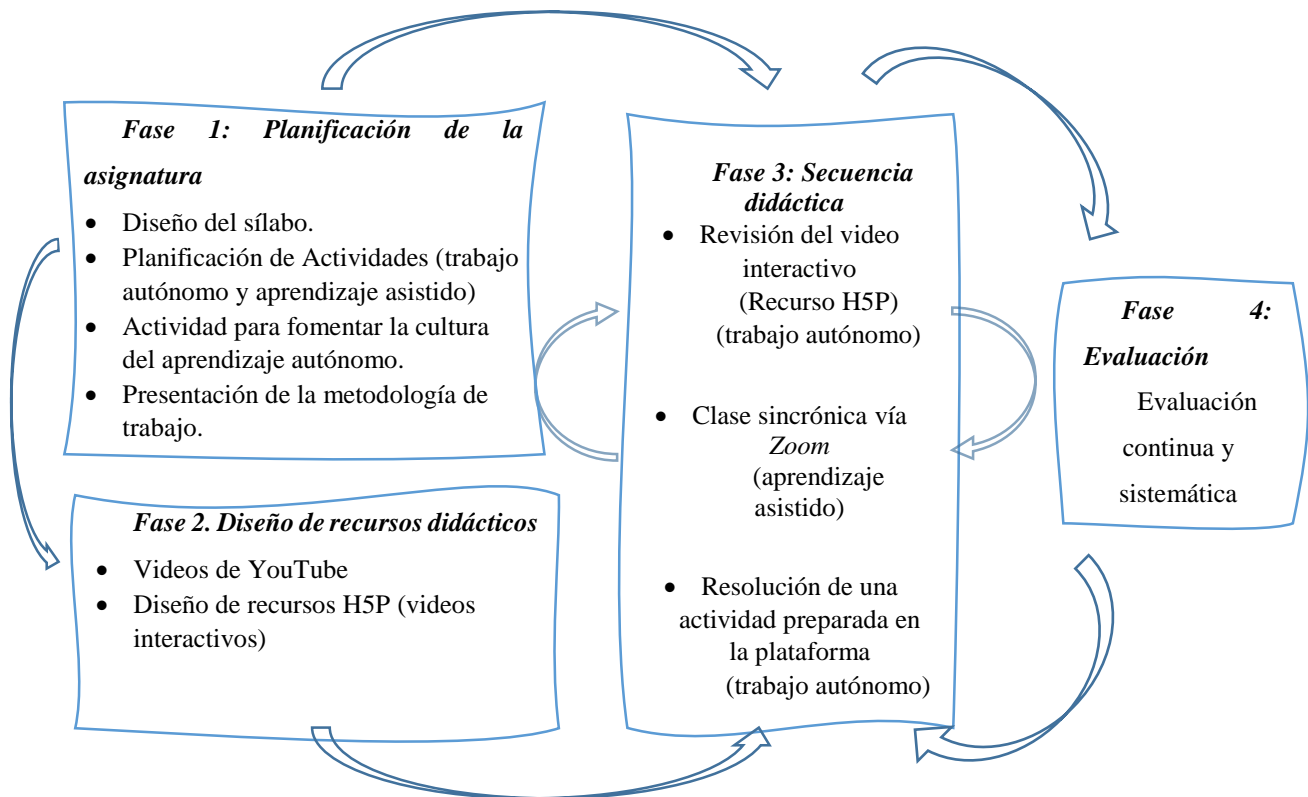 Fase 1: Planificación de la
asignatura
• Diseño del sílabo.
• Planificación de Actividades (trabajo
autónomo y aprendizaje asistido)
• Actividad para fomentar la cultura
del aprendizaje autónomo.
• Presentación de la metodología de
trabajo.
Fase 2. Diseño de recursos didácticos
• Videos de YouTube
• Diseño de recursos H5P (videos
interactivos)
Fase 3: Secuencia
didáctica
• Revisión del video
interactivo
(Recurso H5P)
(trabajo autónomo)
• Clase sincrónica vía
Zoom
(aprendizaje
asistido)
• Resolución de una
actividad preparada en
la plataforma
(trabajo autónomo)
Fase 4:
Evaluación
Evaluación
continua y
sistemática